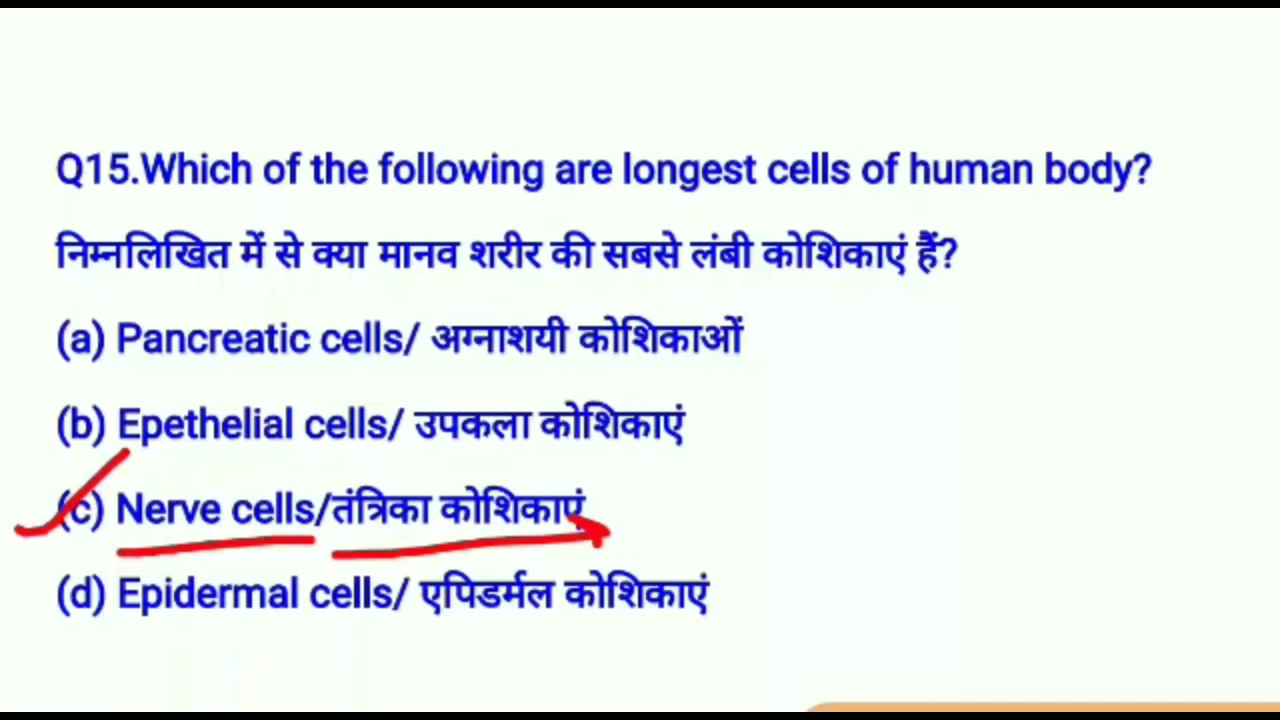 Q15.Which of the following are longest cells of human body?
निम्नलिखित में से क्या मानव शरीर की सबसे लंबी कोशिकाएं हैं?
(a) Pancreatic cells/ अग्नाशयी कोशिकाओं
(b) Epethelial cells/ उपकला कोशिकाएं
(c) Nerve cells/तंत्रिका कोशिकाएं
(d) Epidermal cells/ एपिडर्मल कोशिकाएं